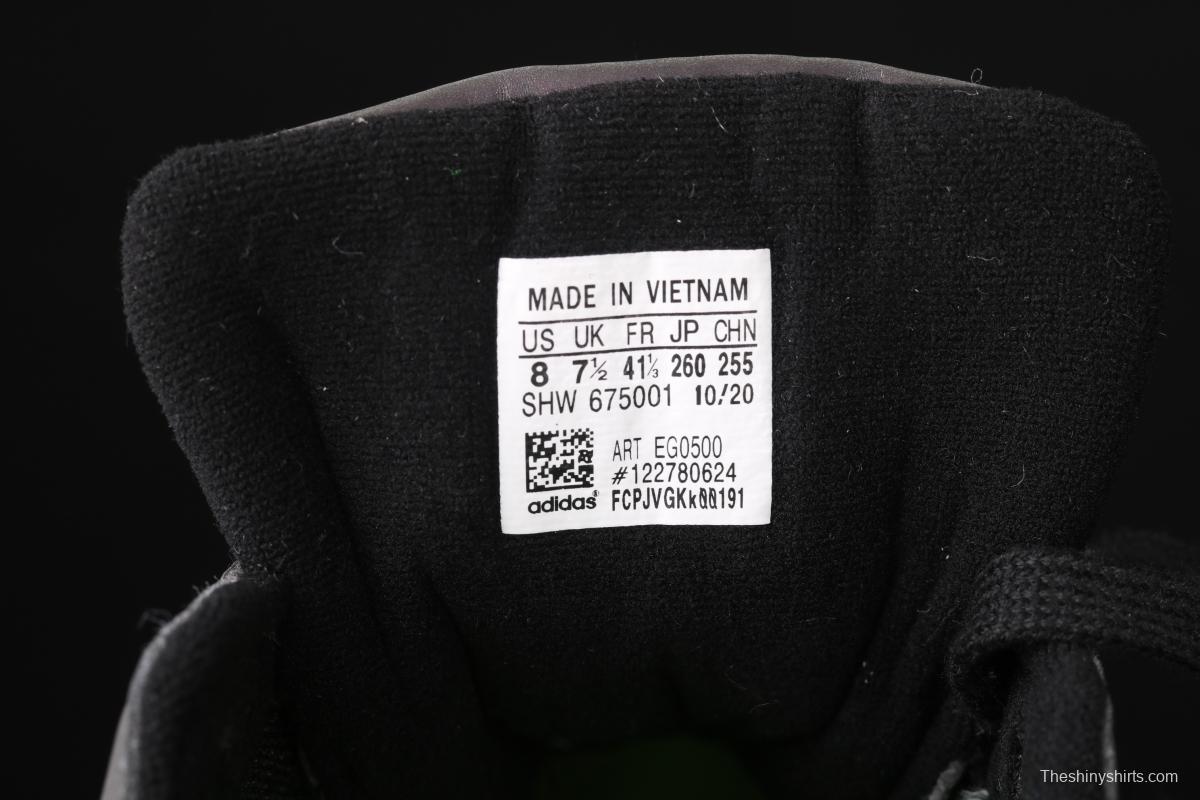 MADE IN VIETNAM
US UK FR JP CHN
8 7½ 41⅓ 260 255
SHW 675001 10/'20
ART EG0500
#122780624
adidas® FCPJVGKkQQ191
Theshinyshirts.com